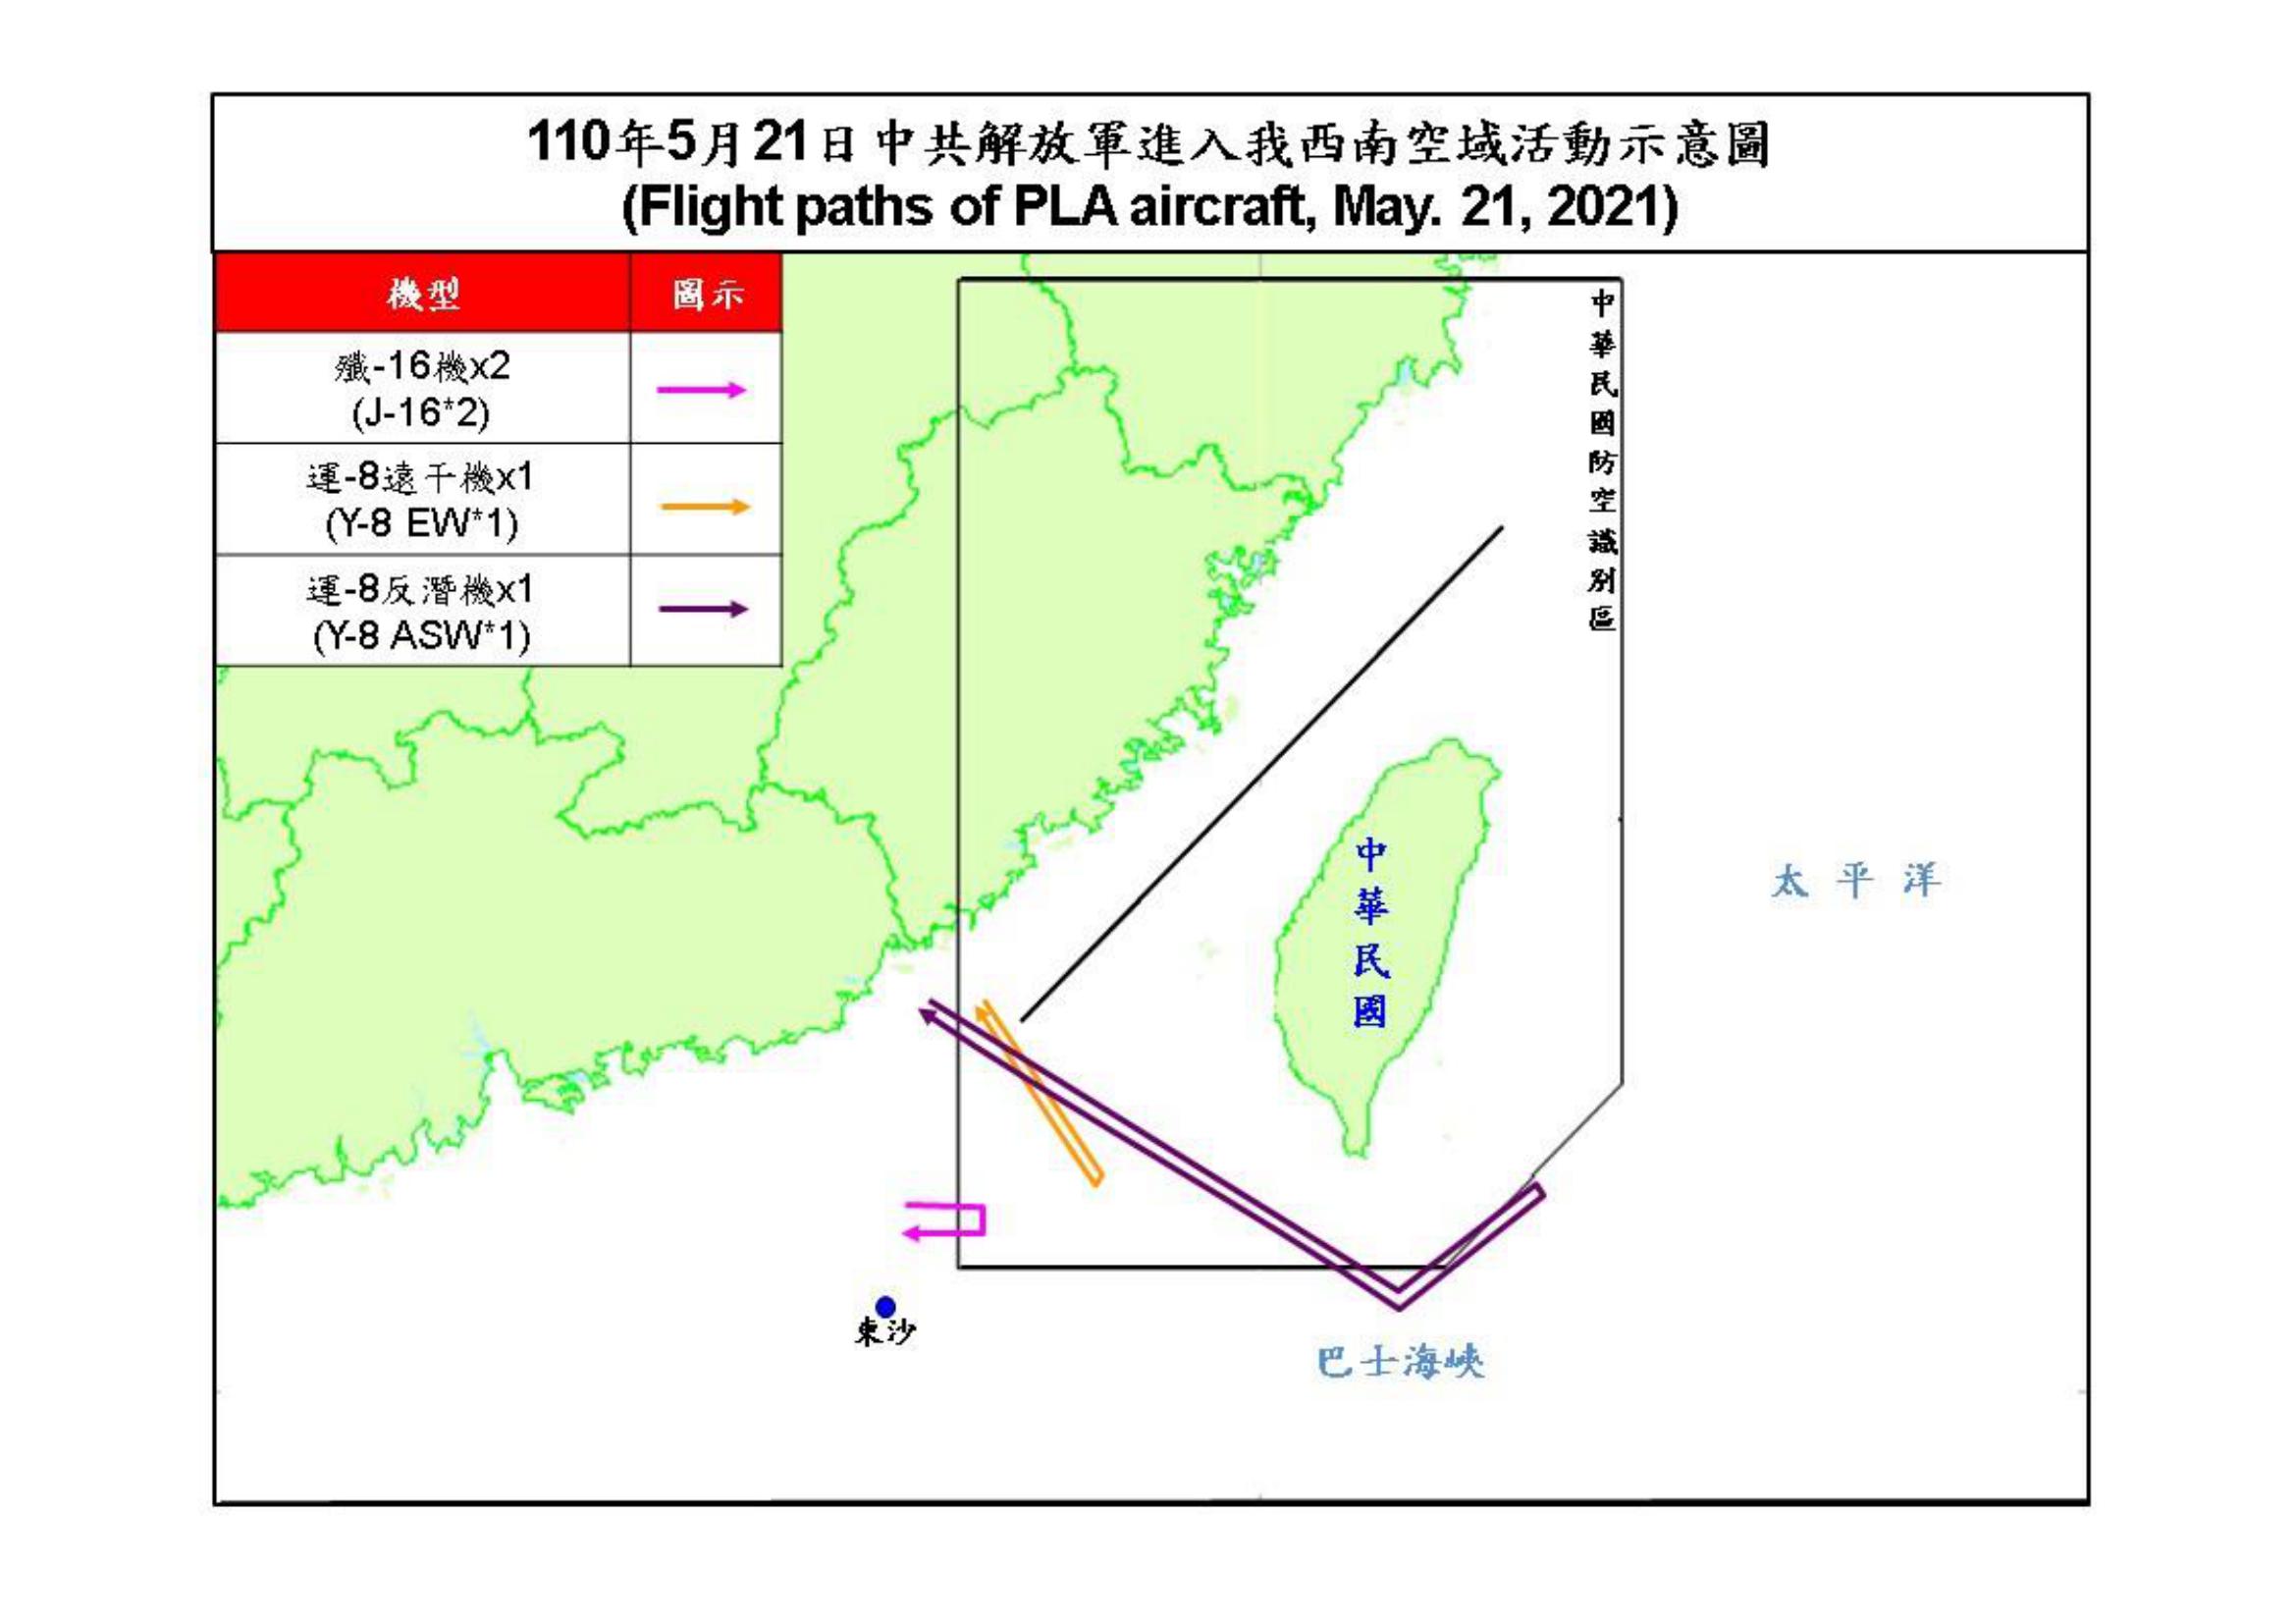 110年5月21日中共解放軍進入我西南空域活動示意圖
(Flight paths of PLA aircraft, May. 21, 2021)
機型
圖示
殲-16機x2
(J-16*2)
運-8遠干機x1
(Y-8 EW*1)
運-8反潛機x1
(Y-8 ASW*1)
中華民國防空識別區
中華民國
太平洋
東沙
巴士海峽